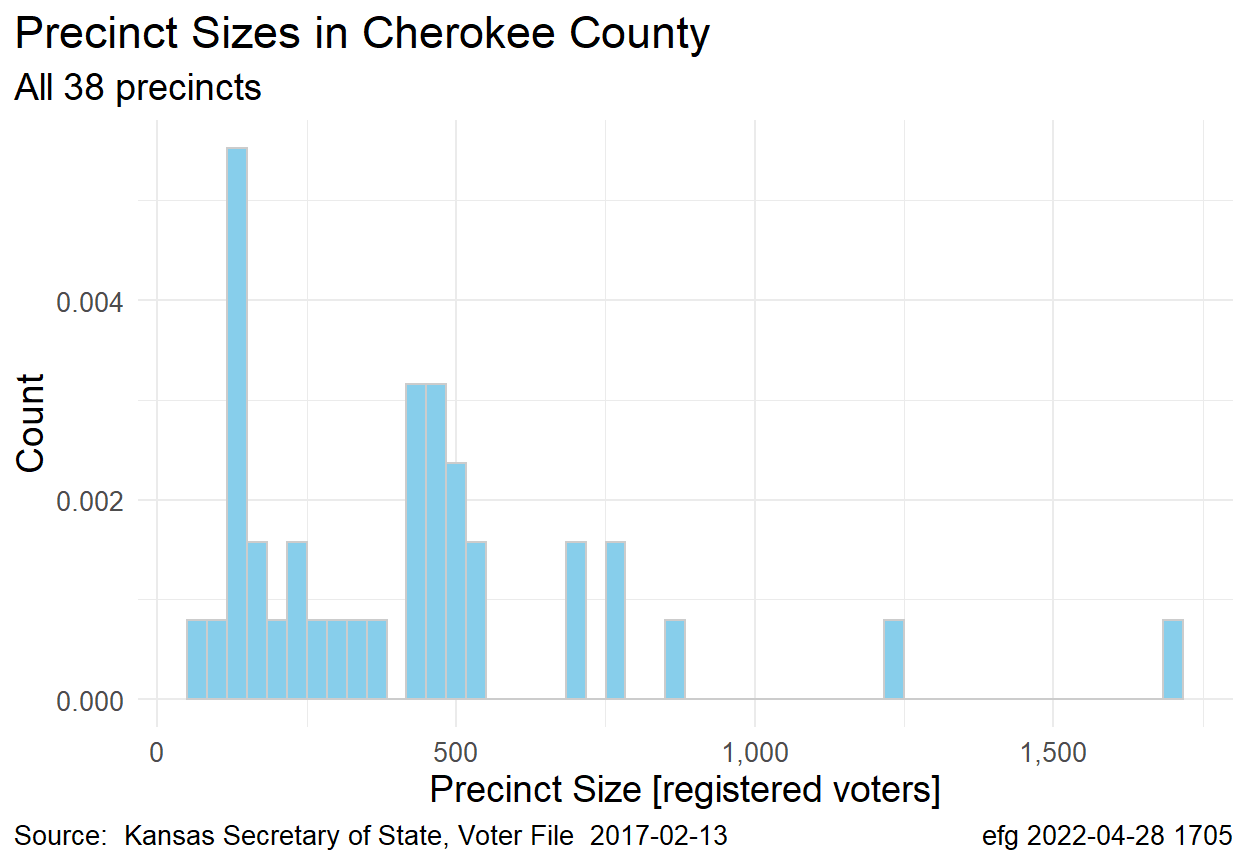 Precinct Sizes in Cherokee County
All 38 precincts
0.004
0.002
0.000
Count
0 500 1,000 1,500
Precinct Size [registered voters]
Source:  Kansas Secretary of State, Voter File  2017-02-13 efg 2022-04-28 1705